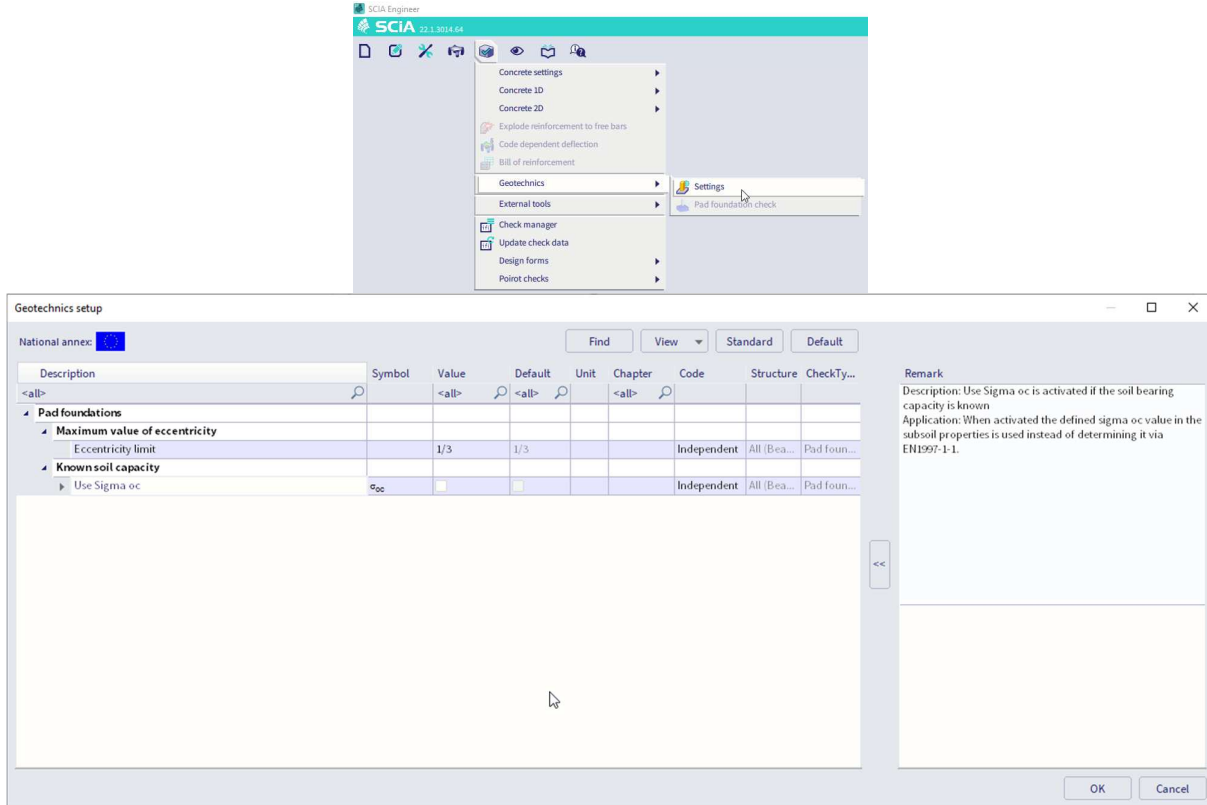 SCIA Engineer
SCiA 22.1.3014.64
Concrete settings
Concrete 1D
Concrete 2D
Explode reinforcement to free bars
Code dependent deflection
Bill of reinforcement
Geotechnics
Settings
Pad foundation check
External tools
Check manager
Update check data
Design forms
Poirot checks
Geotechnics setup
National annex:
Find View Standard Default
Description Symbol Value Default Unit Chapter Code Structure CheckTy...
<all> <all> <all> <all>
Pad foundations
Maximum value of eccentricity
Eccentricity limit 1/3 1/3 Independent All (Bea... Pad foun...
Known soil capacity
Use Sigma oc σoc Independent All (Bea... Pad foun...
<<
Remark
Description: Use Sigma oc is activated if the soil bearing
capacity is known
Application: When activated the defined sigma oc value in the
subsoil properties is used instead of determining it via
EN1997-1-1.
OK Cancel